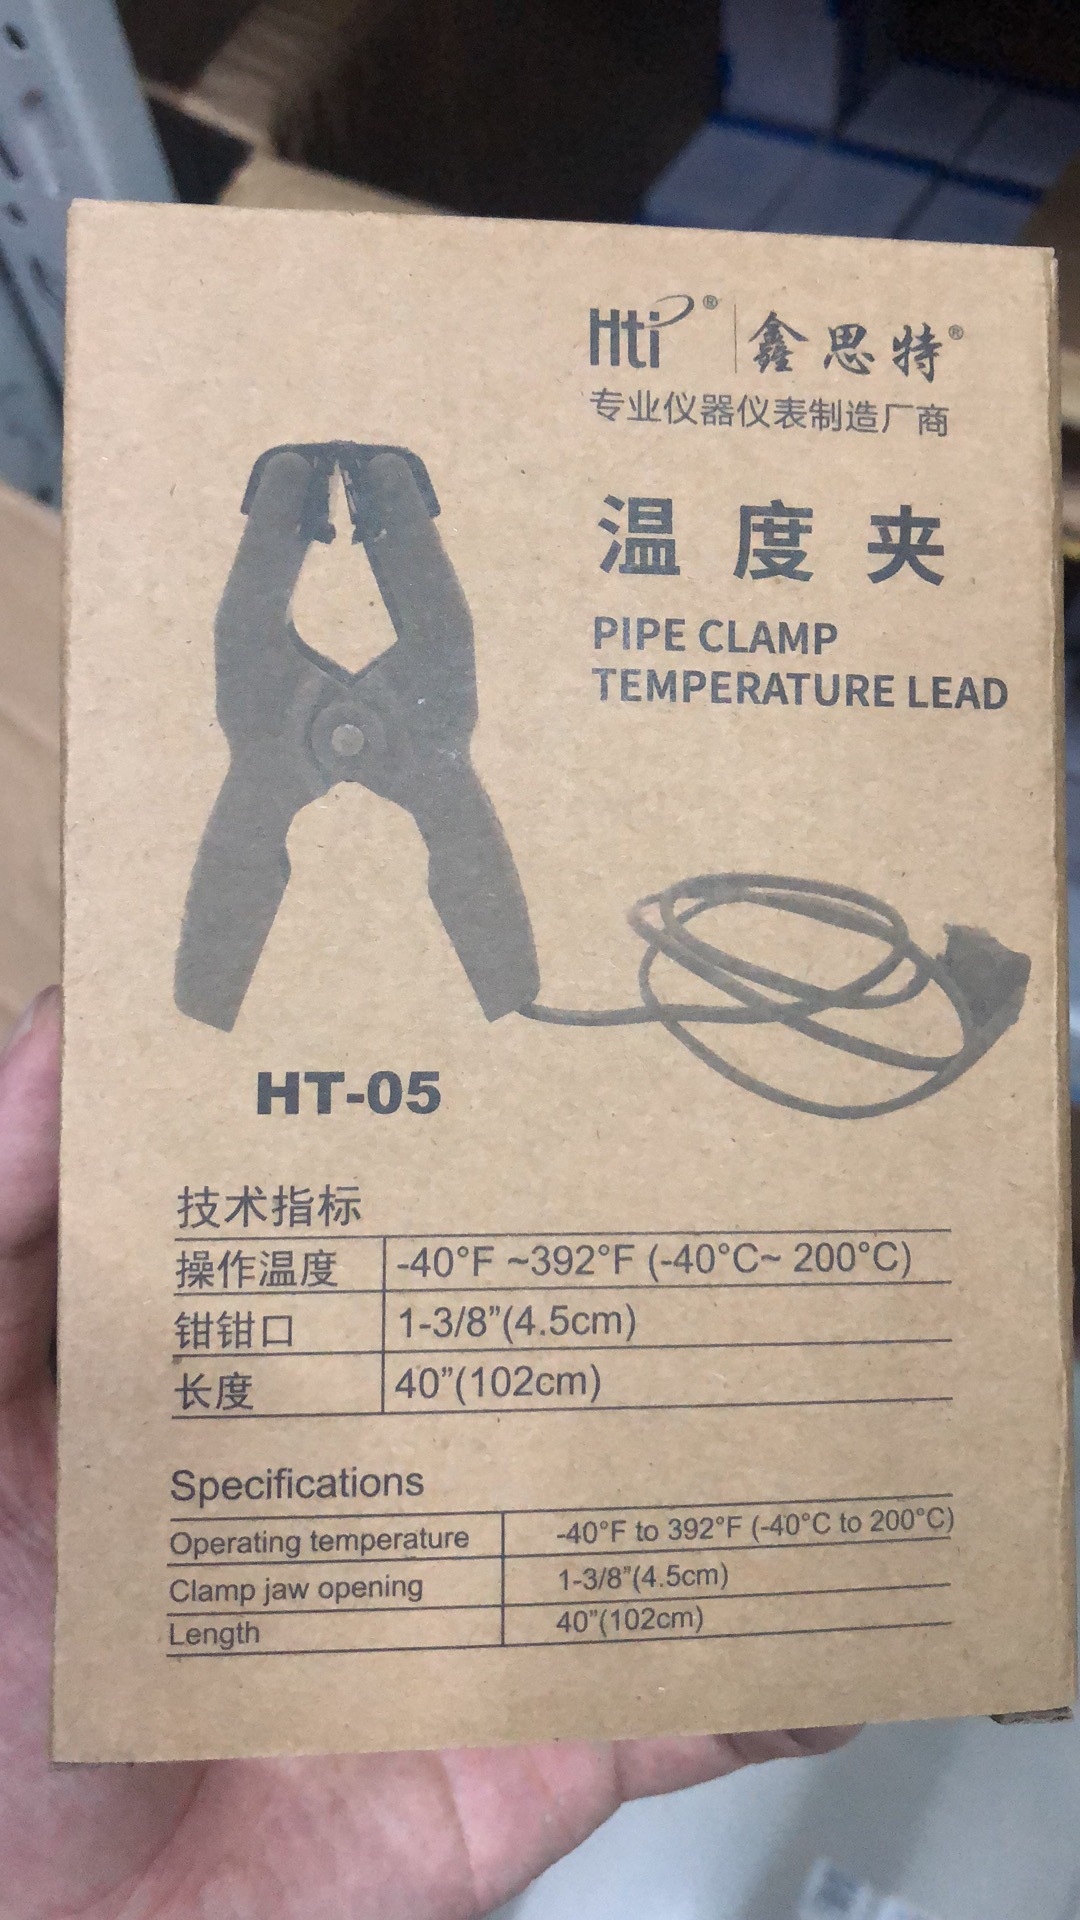 Hti® 鑫思特®
专业仪器仪表制造厂商
温度夹
PIPE CLAMP
TEMPERATURE LEAD
HT-05
技术指标
操作温度 -40°F ~392°F (-40°C~ 200°C)
钳钳口 1-3/8”(4.5cm)
长度 40”(102cm)
Specifications
Operating temperature -40°F to 392°F (-40°C to 200°C)
Clamp jaw opening 1-3/8”(4.5cm)
Length 40”(102cm)